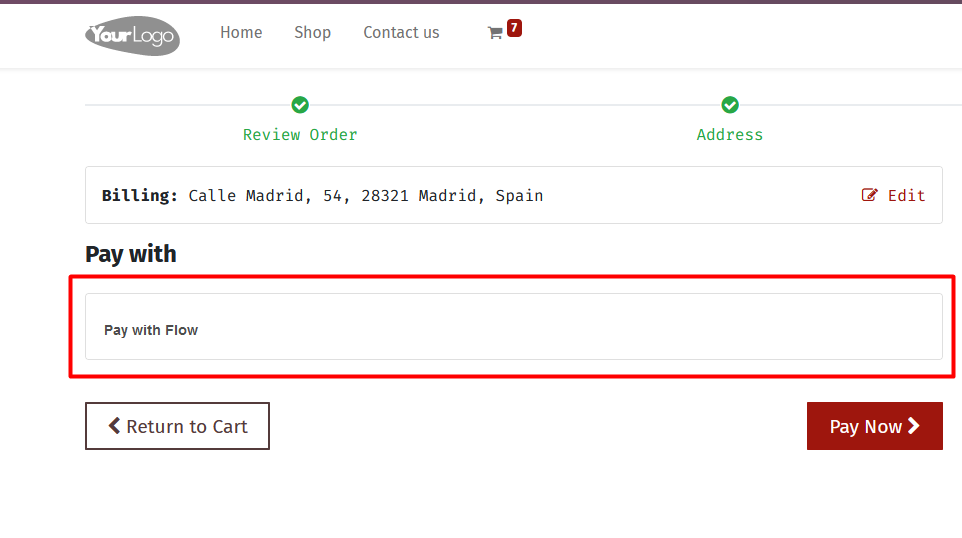 YourLogo Home Shop Contact us 7
Review Order Address
Billing: Calle Madrid, 54, 28321 Madrid, Spain Edit
Pay with
Pay with Flow
Return to Cart Pay Now